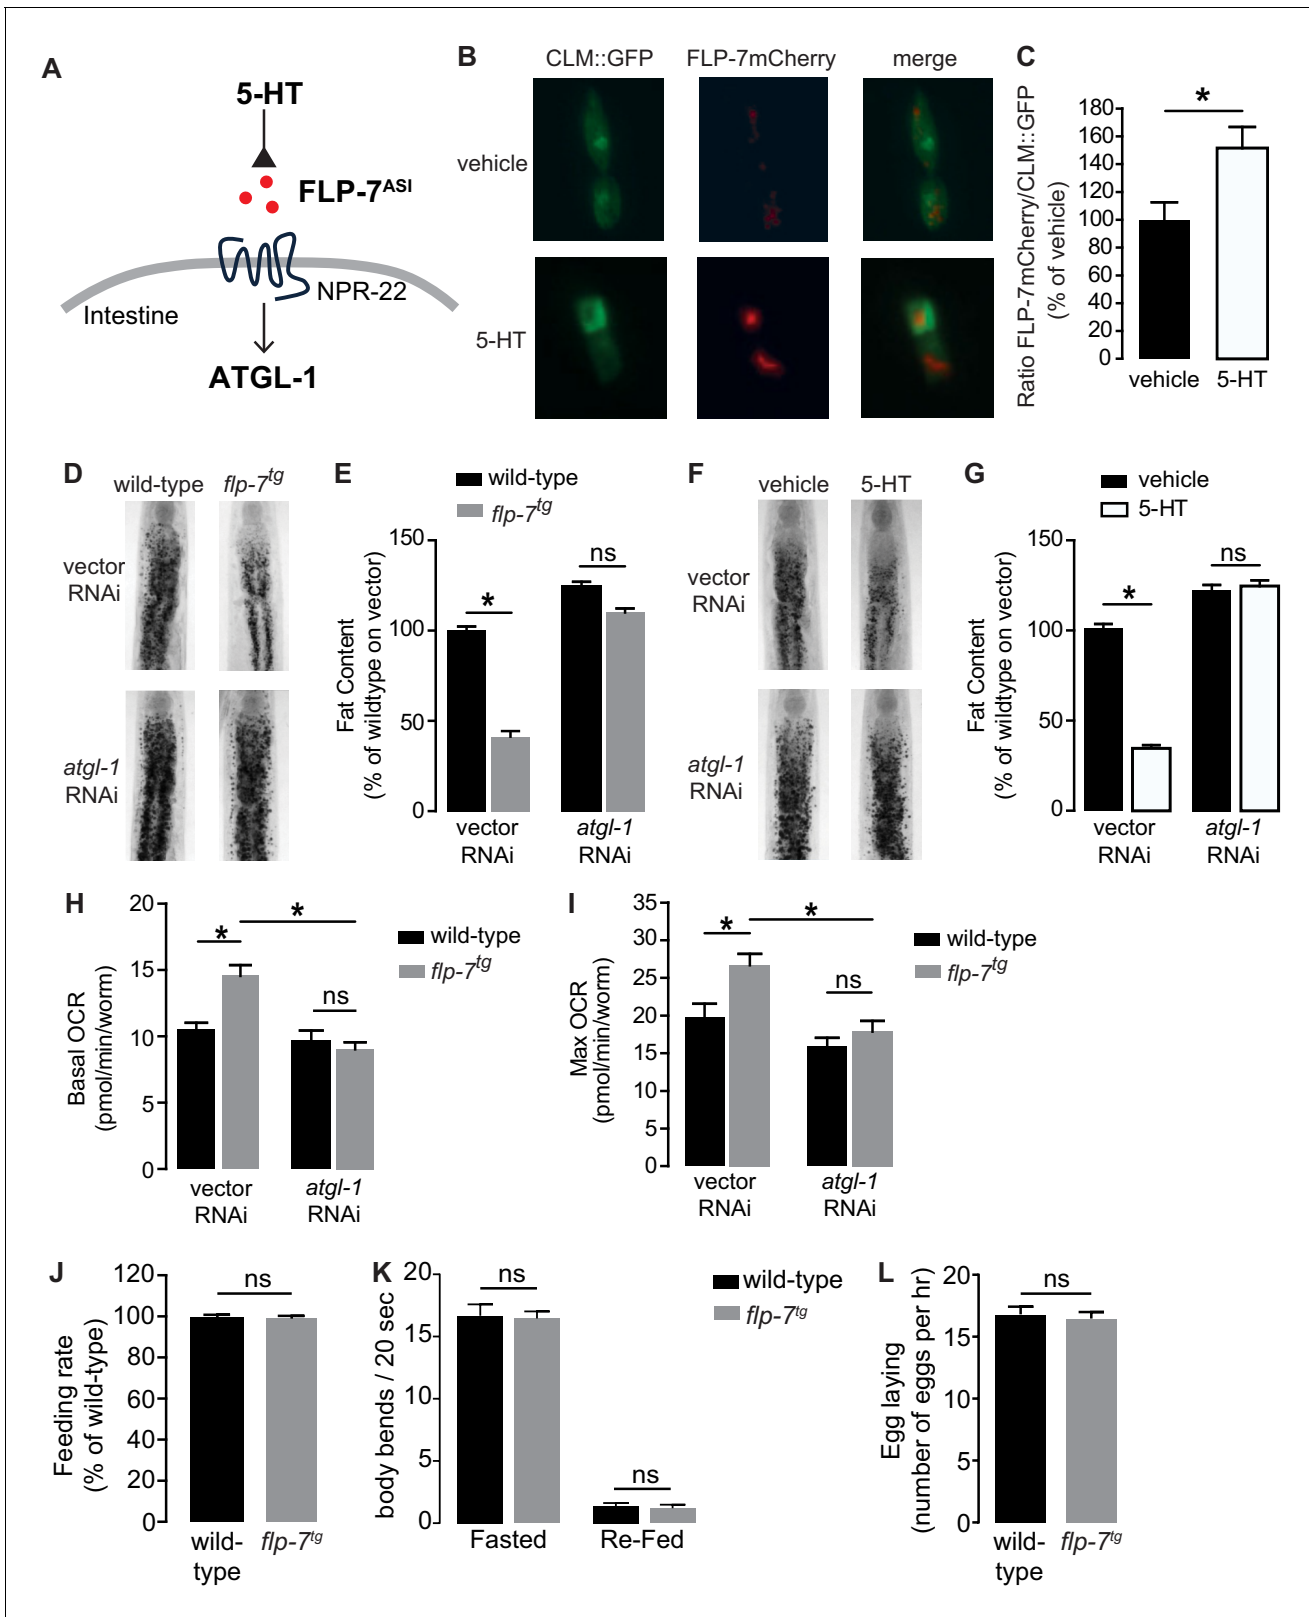 A
5-HT
FLP-7ASI
NPR-22
Intestine
ATGL-1
B
CLM::GFP
FLP-7mCherry
merge
vehicle
5-HT
C
Ratio FLP-7mCherry/CLM::GFP
(% of vehicle)
180
160
140
120
100
80
60
40
20
0
*
vehicle
5-HT
D
wild-type
flp-7tg
vector
RNAi
atgl-1
RNAi
E
wild-type
flp-7tg
Fat Content
(% of wildtype on vector)
150
100
50
0
*
ns
vector
RNAi
atgl-1
RNAi
F
vehicle
5-HT
vector
RNAi
atgl-1
RNAi
G
vehicle
5-HT
Fat Content
(% of wildtype on vector)
150
100
50
0
*
ns
vector
RNAi
atgl-1
RNAi
H
Basal OCR
(pmol/min/worm)
20
15
10
5
0
*
*
ns
vector
RNAi
atgl-1
RNAi
wild-type
flp-7tg
I
Max OCR
(pmol/min/worm)
35
30
25
20
15
10
5
0
*
*
ns
vector
RNAi
atgl-1
RNAi
wild-type
flp-7tg
J
Feeding rate
(% of wild-type)
120
100
80
60
40
20
0
ns
wild-
type
flp-7tg
K
body bends / 20 sec
20
15
10
5
0
ns
ns
Fasted
Re-Fed
wild-type
flp-7tg
L
Egg laying
(number of eggs per hr)
20
15
10
5
0
ns
wild-
type
flp-7tg